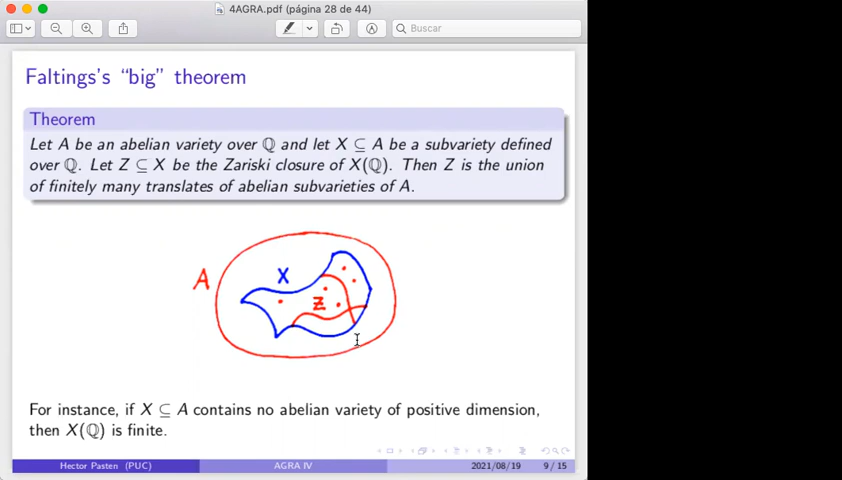 4AGRA.pdf (página 28 de 44)
Buscar
Faltings's “big” theorem
Theorem
Let A be an abelian variety over ℚ and let X ⊆ A be a subvariety defined
over ℚ. Let Z ⊆ X be the Zariski closure of X(ℚ). Then Z is the union
of finitely many translates of abelian subvarieties of A.
A
X
Z
For instance, if X ⊆ A contains no abelian variety of positive dimension,
then X(ℚ) is finite.
Hector Pasten (PUC) AGRA IV 2021/08/19 9 / 15